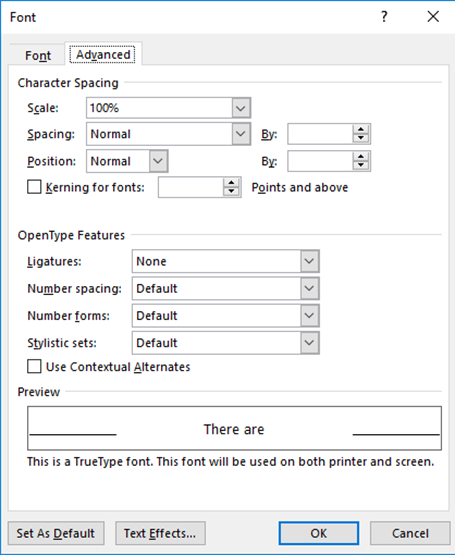 Font ?
Font Advanced
Character Spacing
Scale: 100%
Spacing: Normal By:
Position: Normal By:
Kerning for fonts: Points and above
OpenType Features
Ligatures: None
Number spacing: Default
Number forms: Default
Stylistic sets: Default
Use Contextual Alternates
Preview
There are
This is a TrueType font. This font will be used on both printer and screen.
Set As Default Text Effects... OK Cancel